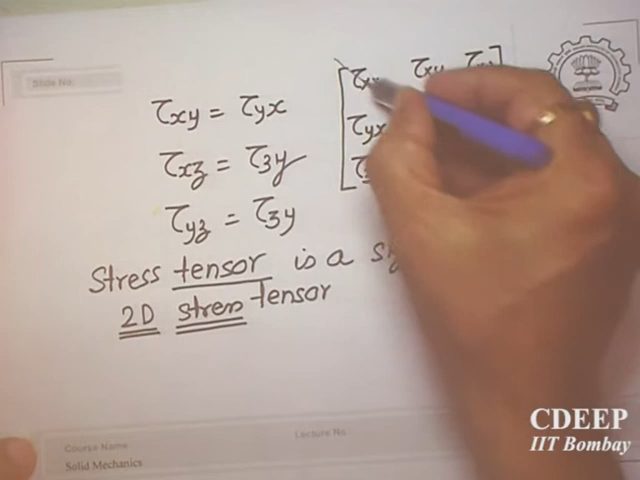 Slide No.
τxy = τyx
τxz = τzy
τyz = τzy
τxx τxy
τyx
Stress tensor is a
2D stress tensor
CDEEP
IIT Bombay
Course Name
Lecture No
Solid Mechanics